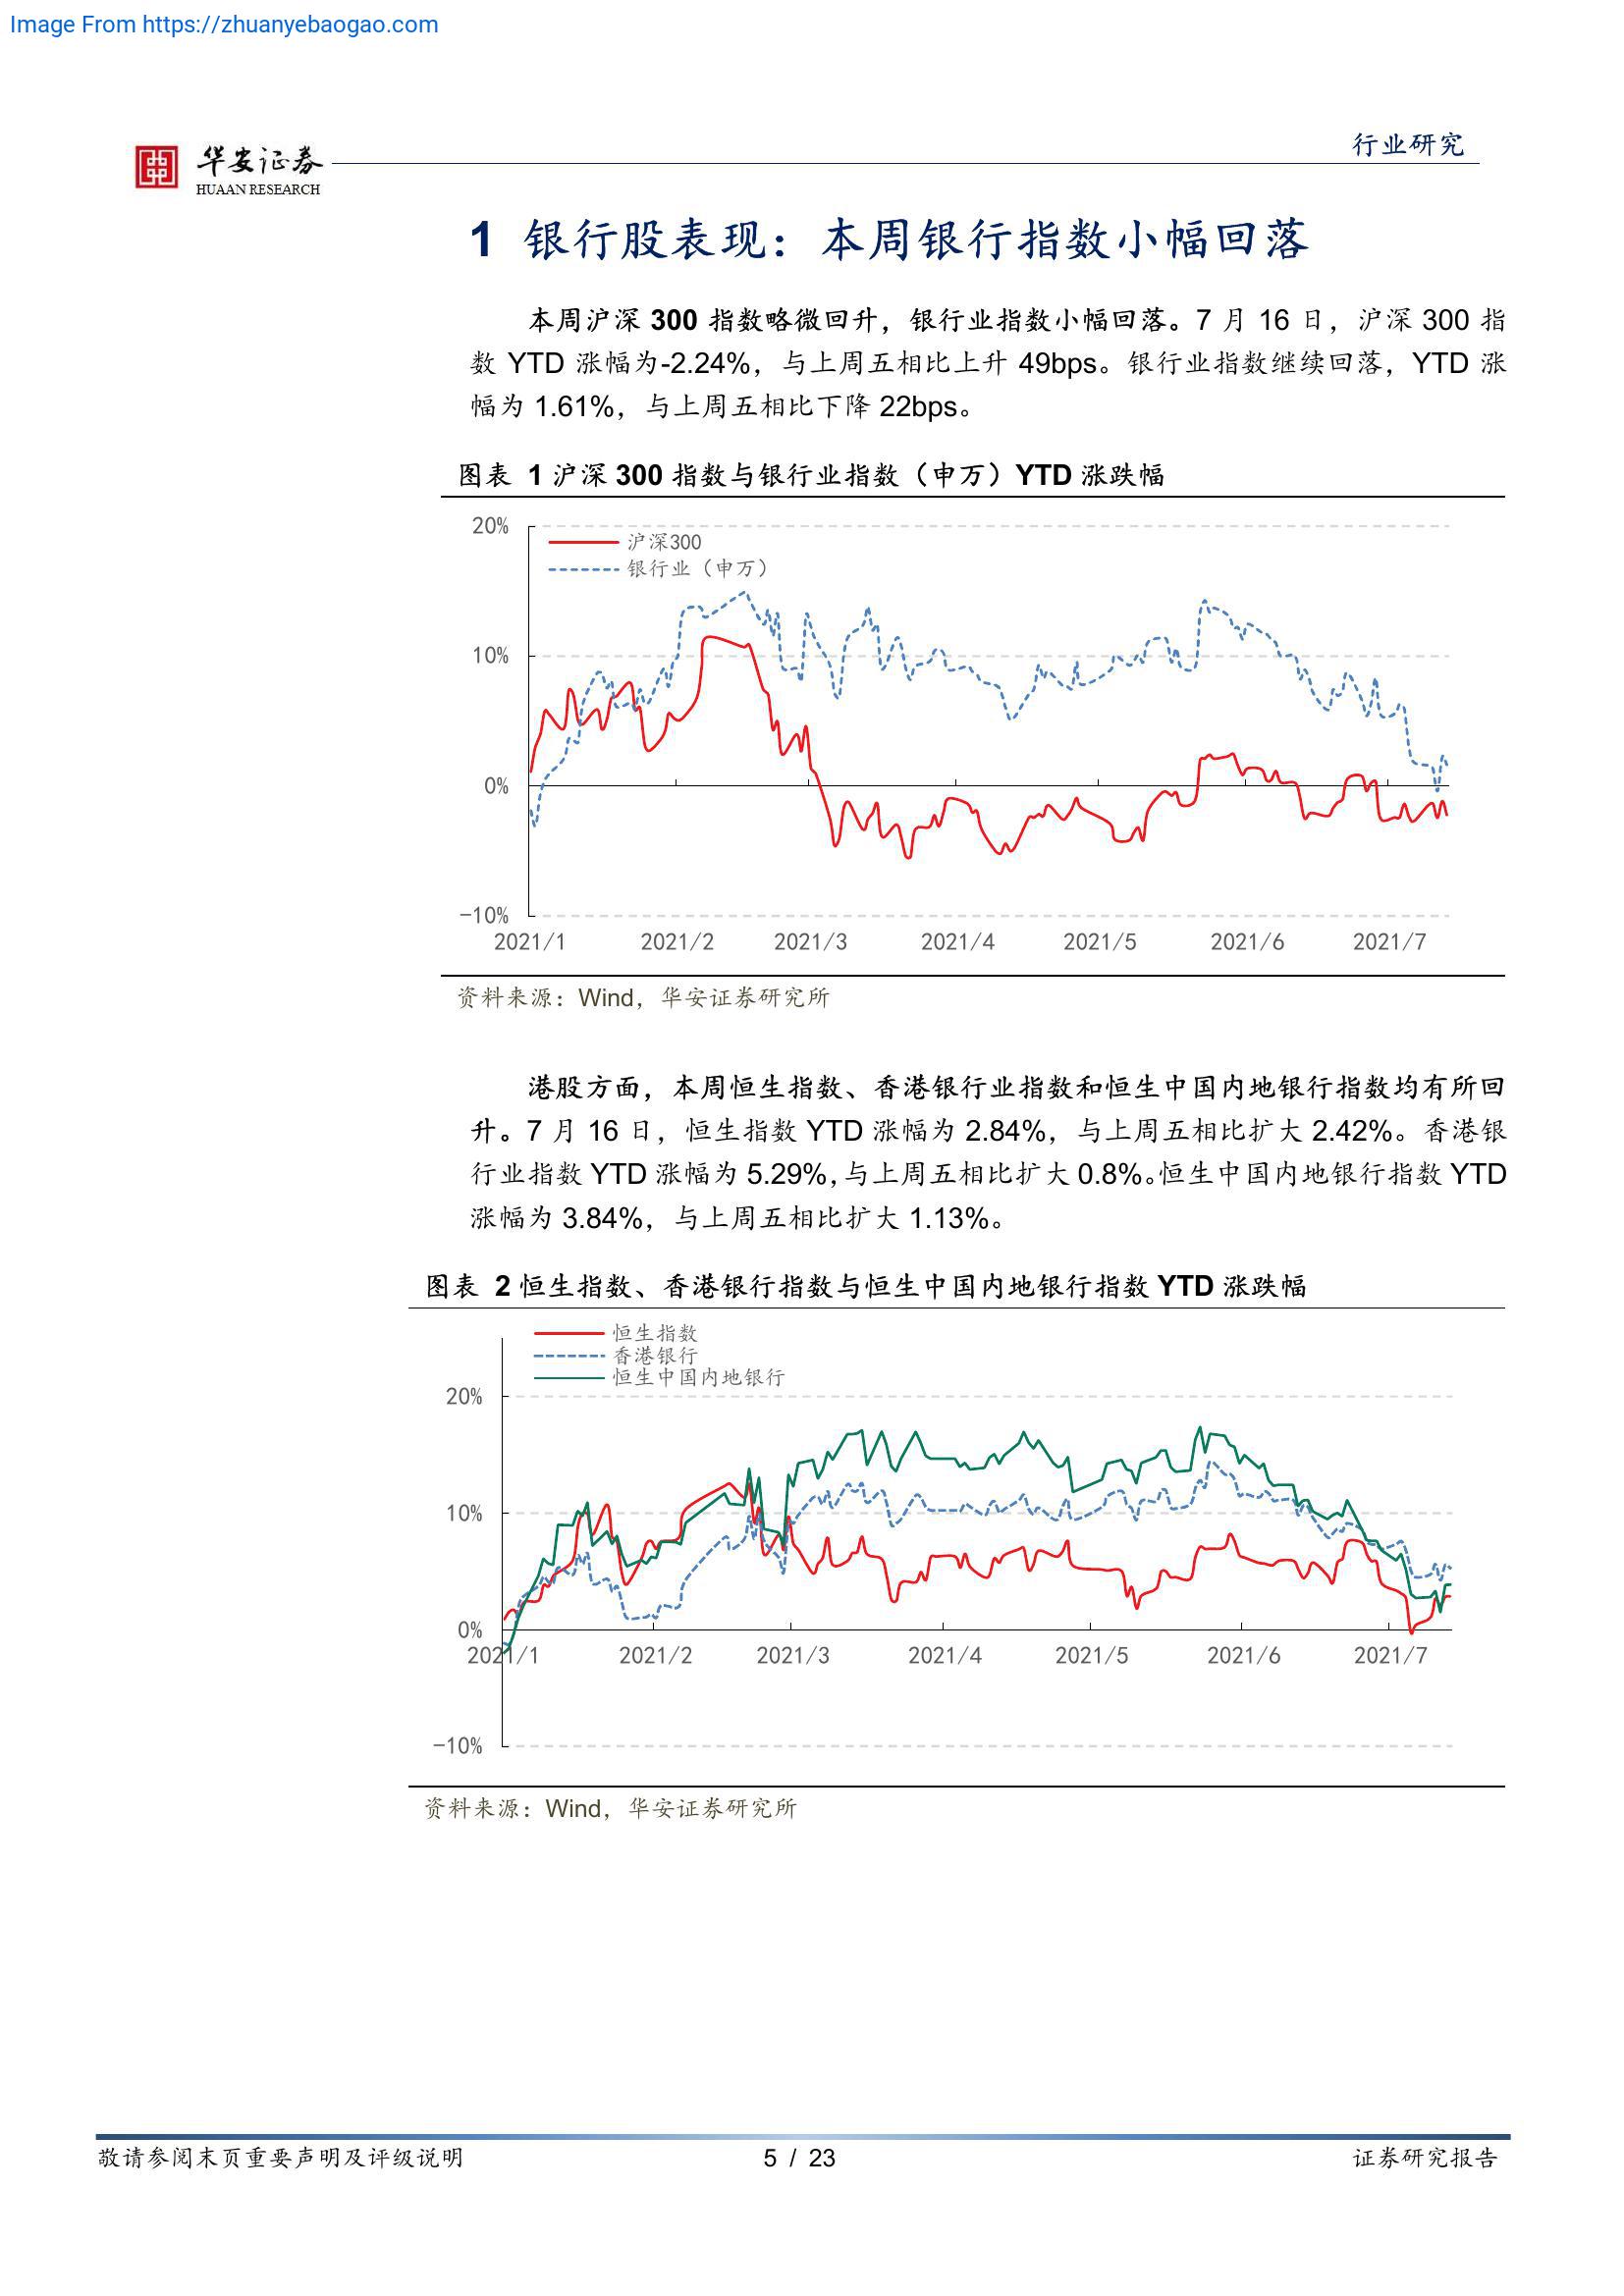 Image From https://zhuanyebaogao.com
华安证券
HUAAN RESEARCH
行业研究
1 银行股表现：本周银行指数小幅回落
本周沪深 300 指数略微回升，银行业指数小幅回落。7 月 16 日，沪深 300 指
数 YTD 涨幅为-2.24%，与上周五相比上升 49bps。银行业指数继续回落，YTD 涨
幅为 1.61%，与上周五相比下降 22bps。
图表 1 沪深 300 指数与银行业指数（申万）YTD 涨跌幅
20%
沪深300
银行业（申万）
10%
0%
-10%
2021/1 2021/2 2021/3 2021/4 2021/5 2021/6 2021/7
资料来源：Wind，华安证券研究所
港股方面，本周恒生指数、香港银行业指数和恒生中国内地银行指数均有所回
升。7 月 16 日，恒生指数 YTD 涨幅为 2.84%，与上周五相比扩大 2.42%。香港银
行业指数 YTD 涨幅为 5.29%，与上周五相比扩大 0.8%。恒生中国内地银行指数 YTD
涨幅为 3.84%，与上周五相比扩大 1.13%。
图表 2 恒生指数、香港银行指数与恒生中国内地银行指数 YTD 涨跌幅
恒生指数
香港银行
恒生中国内地银行
20%
10%
0%
2021/1 2021/2 2021/3 2021/4 2021/5 2021/6 2021/7
-10%
资料来源：Wind，华安证券研究所
敬请参阅末页重要声明及评级说明 5 / 23 证券研究报告